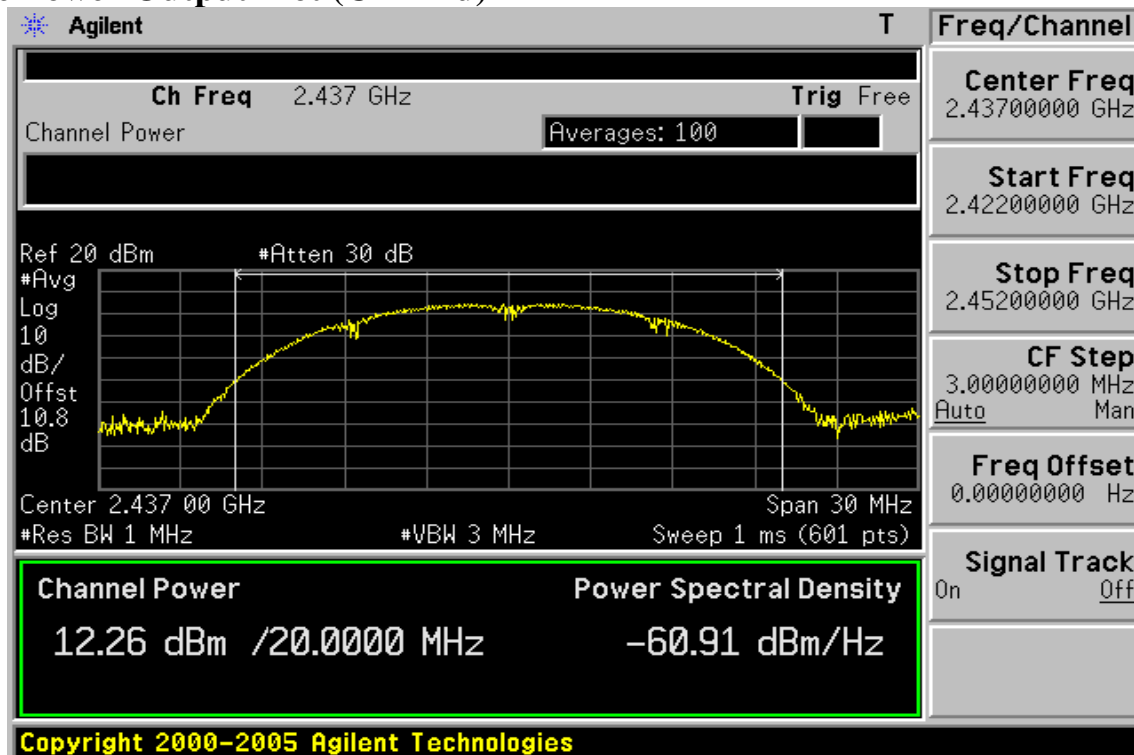 Agilent T
Ch Freq 2.437 GHz Trig Free
Channel Power Averages: 100
Ref 20 dBm #Atten 30 dB
#Avg
Log
10
dB/
Offst
10.8
dB
Center 2.437 00 GHz Span 30 MHz
#Res BW 1 MHz #VBW 3 MHz Sweep 1 ms (601 pts)
Channel Power Power Spectral Density
12.26 dBm /20.0000 MHz -60.91 dBm/Hz
Copyright 2000-2005 Agilent Technologies
Freq/Channel
Center Freq
2.43700000 GHz
Start Freq
2.42200000 GHz
Stop Freq
2.45200000 GHz
CF Step
3.00000000 MHz
Auto Man
Freq Offset
0.00000000 Hz
Signal Track
On Off